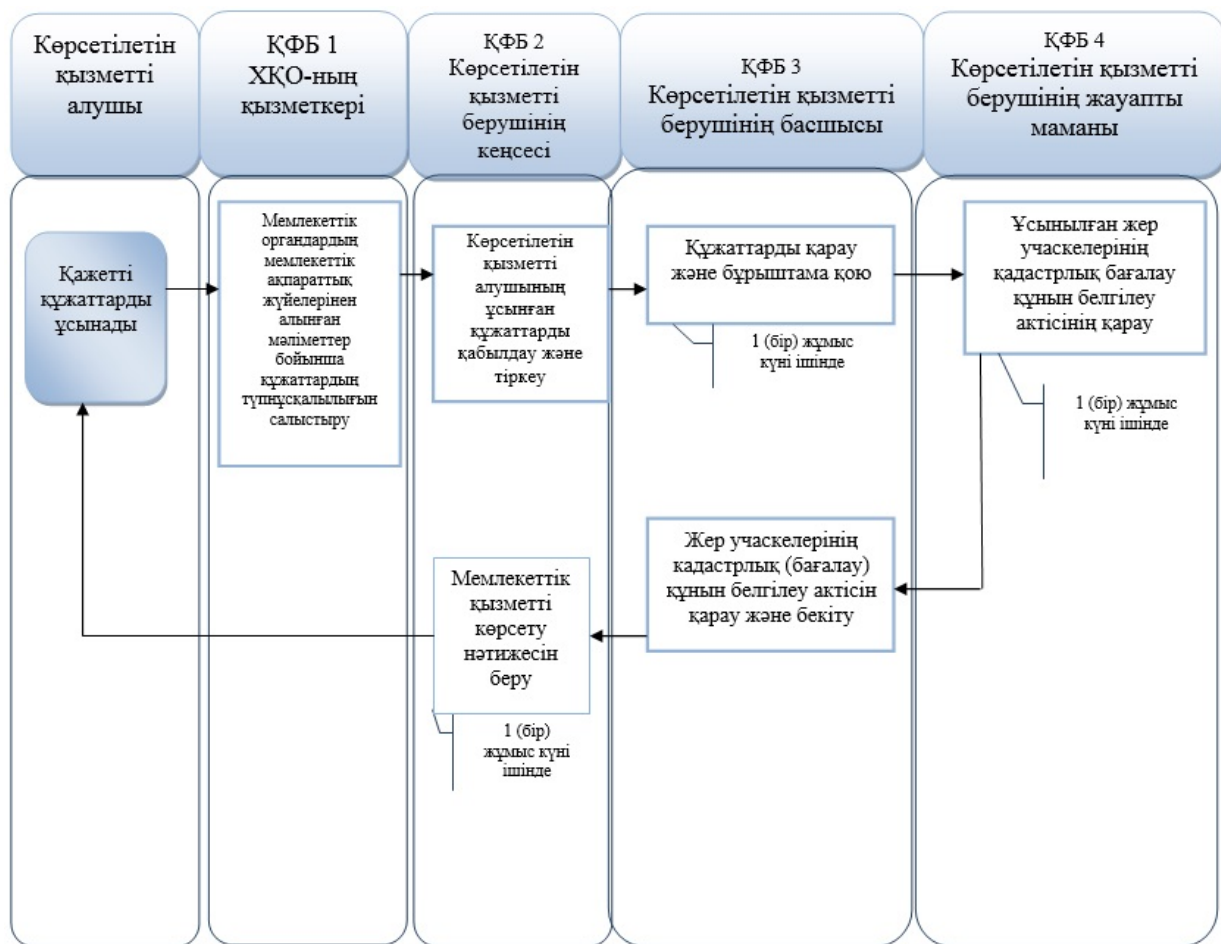 Көрсетілетін
қызметті
алушы
ҚФБ 1
ХҚО-ның
қызметкері
ҚФБ 2
Көрсетілетін
қызметті
берушінің
кеңсесі
ҚФБ 3
Көрсетілетін қызметті
берушінің басшысы
ҚФБ 4
Көрсетілетін қызметті
берушінің жауапты
маманы
Қажетті
құжаттарды
ұсынады
Мемлекеттік
органдардың
мемлекеттік
ақпараттық
жүйелерінен
алынған
мәліметтер
бойынша
құжаттардың
түпнұсқалылығын
салыстыру
Көрсетілетін
қызметті
алушының
ұсынған
құжаттарды
қабылдау және
тіркеу
Құжаттарды қарау
және бұрыштама қою
1 (бір) жұмыс
күні ішінде
Ұсынылған жер
учаскелерінің
қадастрлық бағалау
құнын белгілеу
актісінің қарау
1 (бір) жұмыс
күні ішінде
Жер учаскелерінің
кадастрлық (бағалау)
құнын белгілеу актісін
қарау және бекіту
Мемлекеттік
қызметті
көрсету
нәтижесін
беру
1 (бір)
жұмыс күні
ішінде